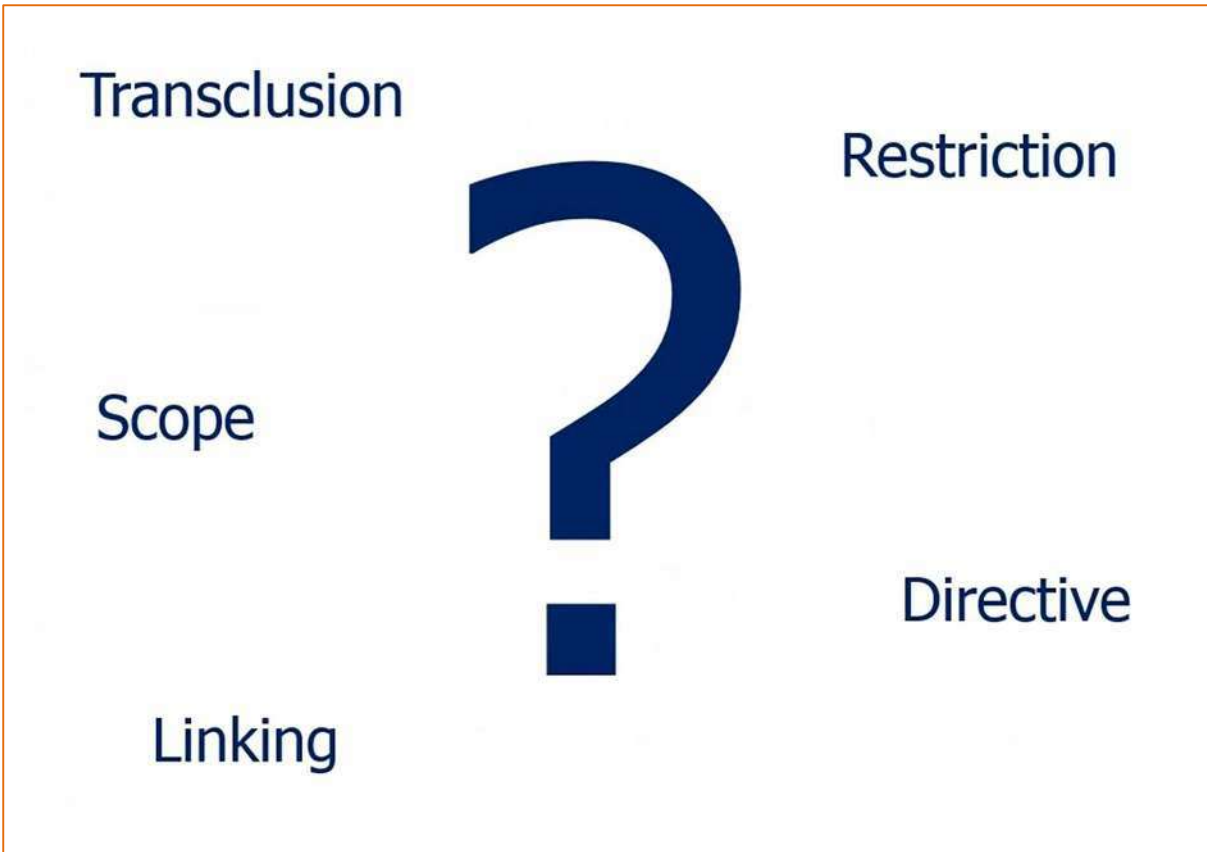 Transclusion
Restriction
?
Scope
Directive
Linking